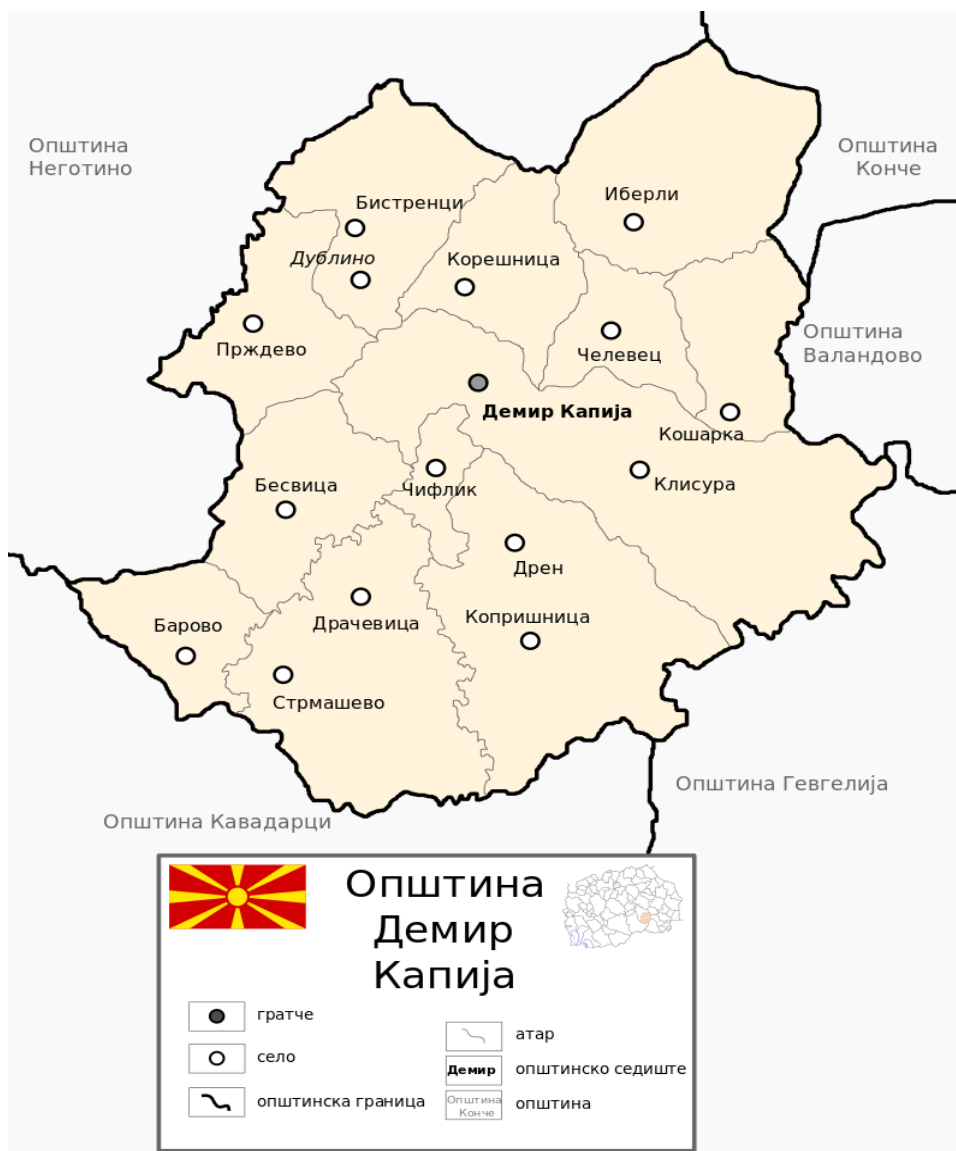 Општина
Неготино
Општина
Конче
Бистренци
Иберли
Дублино
Корешница
Прждево
Челевец
Општина
Валандово
Демир Капија
Кошарка
Бесвица
Чифлик
Клисура
Дрен
Барово
Драчевица
Копришница
Стрмашево
Општина Гевгелија
Општина Кавадарци
Општина
Демир
Капија
гратче
село
општинска граница
атар
Демир
општинско седиште
Општина
Конче
општина